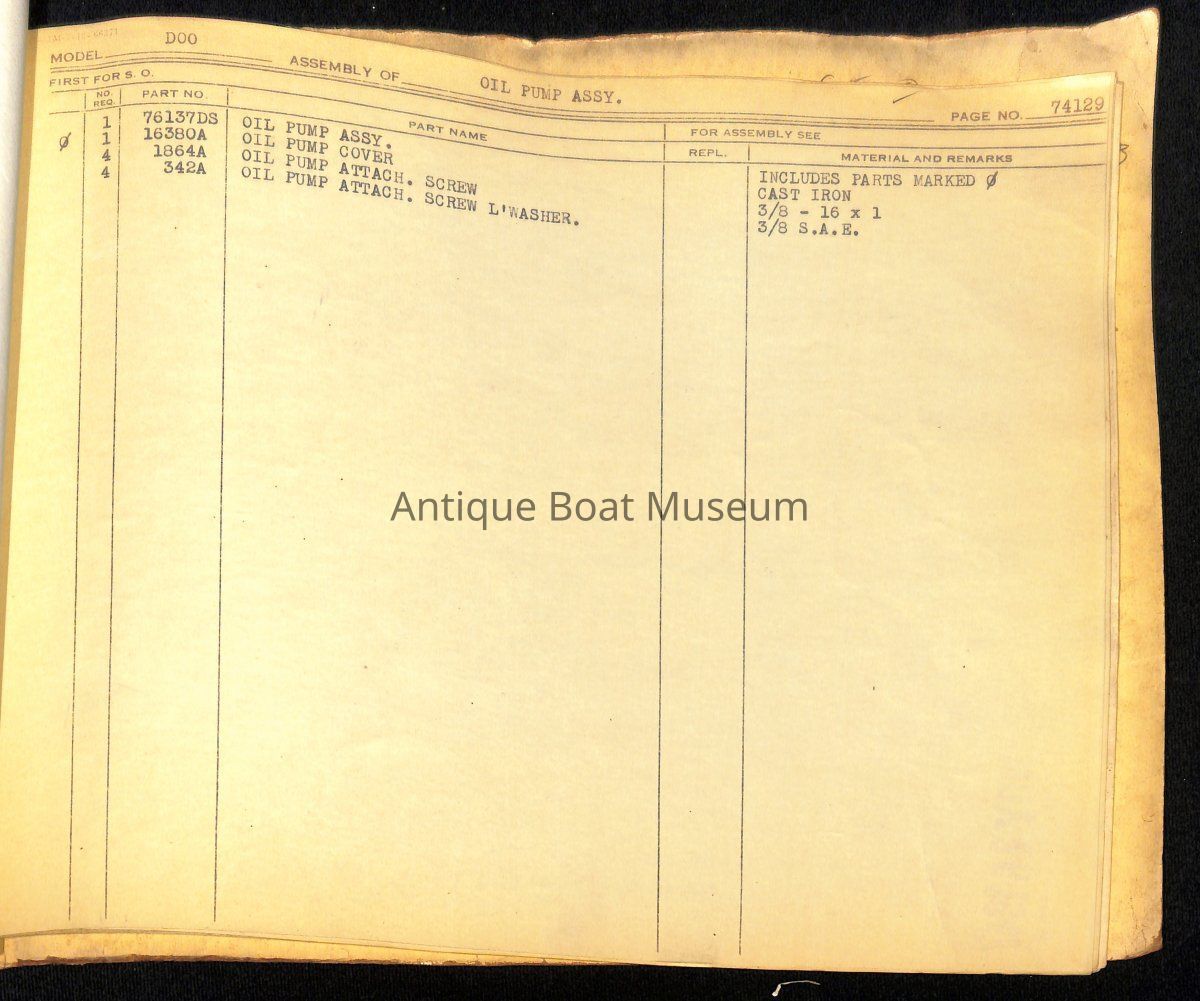 MODEL DOO ASSEMBLY OF OIL PUMP ASSY. PAGE NO. 74129
FIRST FOR S. O.
NO. REQ. PART NO. PART NAME FOR ASSEMBLY SEE
REPL. MATERIAL AND REMARKS
1 76137DS OIL PUMP ASSY. INCLUDES PARTS MARKED Ø
Ø 1 16380A OIL PUMP COVER CAST IRON
4 1864A OIL PUMP ATTACH. SCREW 3/8 - 16 x 1
4 342A OIL PUMP ATTACH. SCREW L'WASHER. 3/8 S.A.E.
Antique Boat Museum